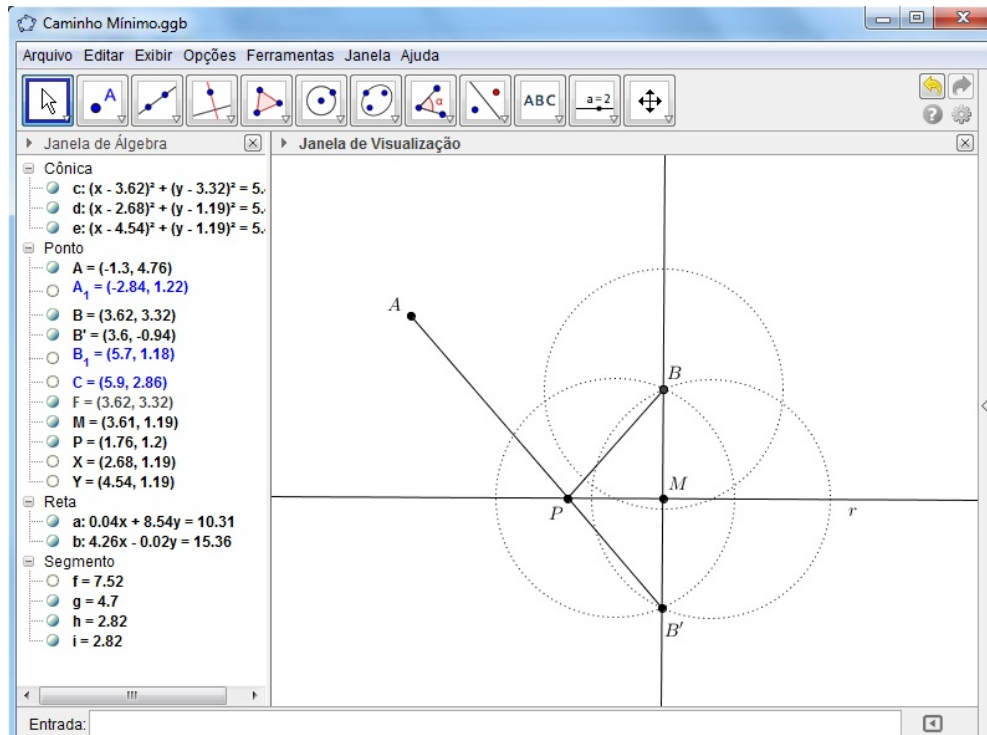 Caminho Mínimo.ggb
Arquivo Editar Exibir Opções Ferramentas Janela Ajuda
A
α
ABC
a=2
Janela de Álgebra
Janela de Visualização
Cônica
c: (x - 3.62)² + (y - 3.32)² = 5.
d: (x - 2.68)² + (y - 1.19)² = 5.
e: (x - 4.54)² + (y - 1.19)² = 5.
Ponto
A = (-1.3, 4.76)
A₁ = (-2.84, 1.22)
B = (3.62, 3.32)
B' = (3.6, -0.94)
B₁ = (5.7, 1.18)
C = (5.9, 2.86)
F = (3.62, 3.32)
M = (3.61, 1.19)
P = (1.76, 1.2)
X = (2.68, 1.19)
Y = (4.54, 1.19)
Reta
a: 0.04x + 8.54y = 10.31
b: 4.26x - 0.02y = 15.36
Segmento
f = 7.52
g = 4.7
h = 2.82
i = 2.82
A
B
M
P
r
B'
Entrada: